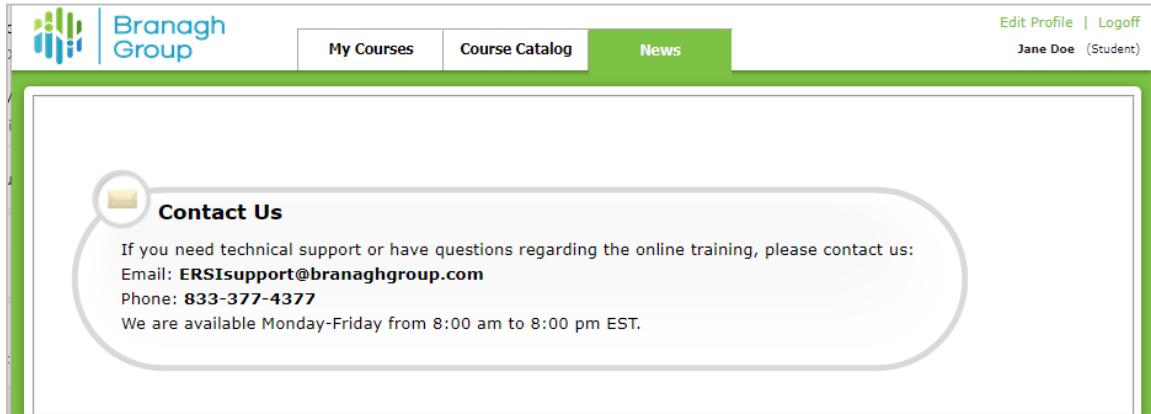 Branagh
Group
My Courses
Course Catalog
News
Edit Profile | Logoff
Jane Doe (Student)
Contact Us
If you need technical support or have questions regarding the online training, please contact us:
Email: ERSIsupport@branaghgroup.com
Phone: 833-377-4377
We are available Monday-Friday from 8:00 am to 8:00 pm EST.